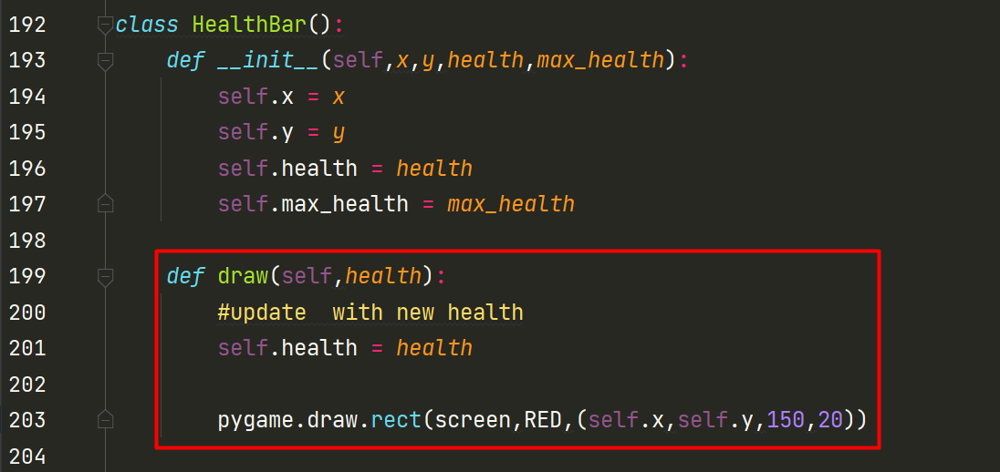 192 class HealthBar():
193 def __init__(self,x,y,health,max_health):
194 self.x = x
195 self.y = y
196 self.health = health
197 self.max_health = max_health
198
199 def draw(self,health):
200 #update  with new health
201 self.health = health
202
203 pygame.draw.rect(screen,RED,(self.x,self.y,150,20))
204